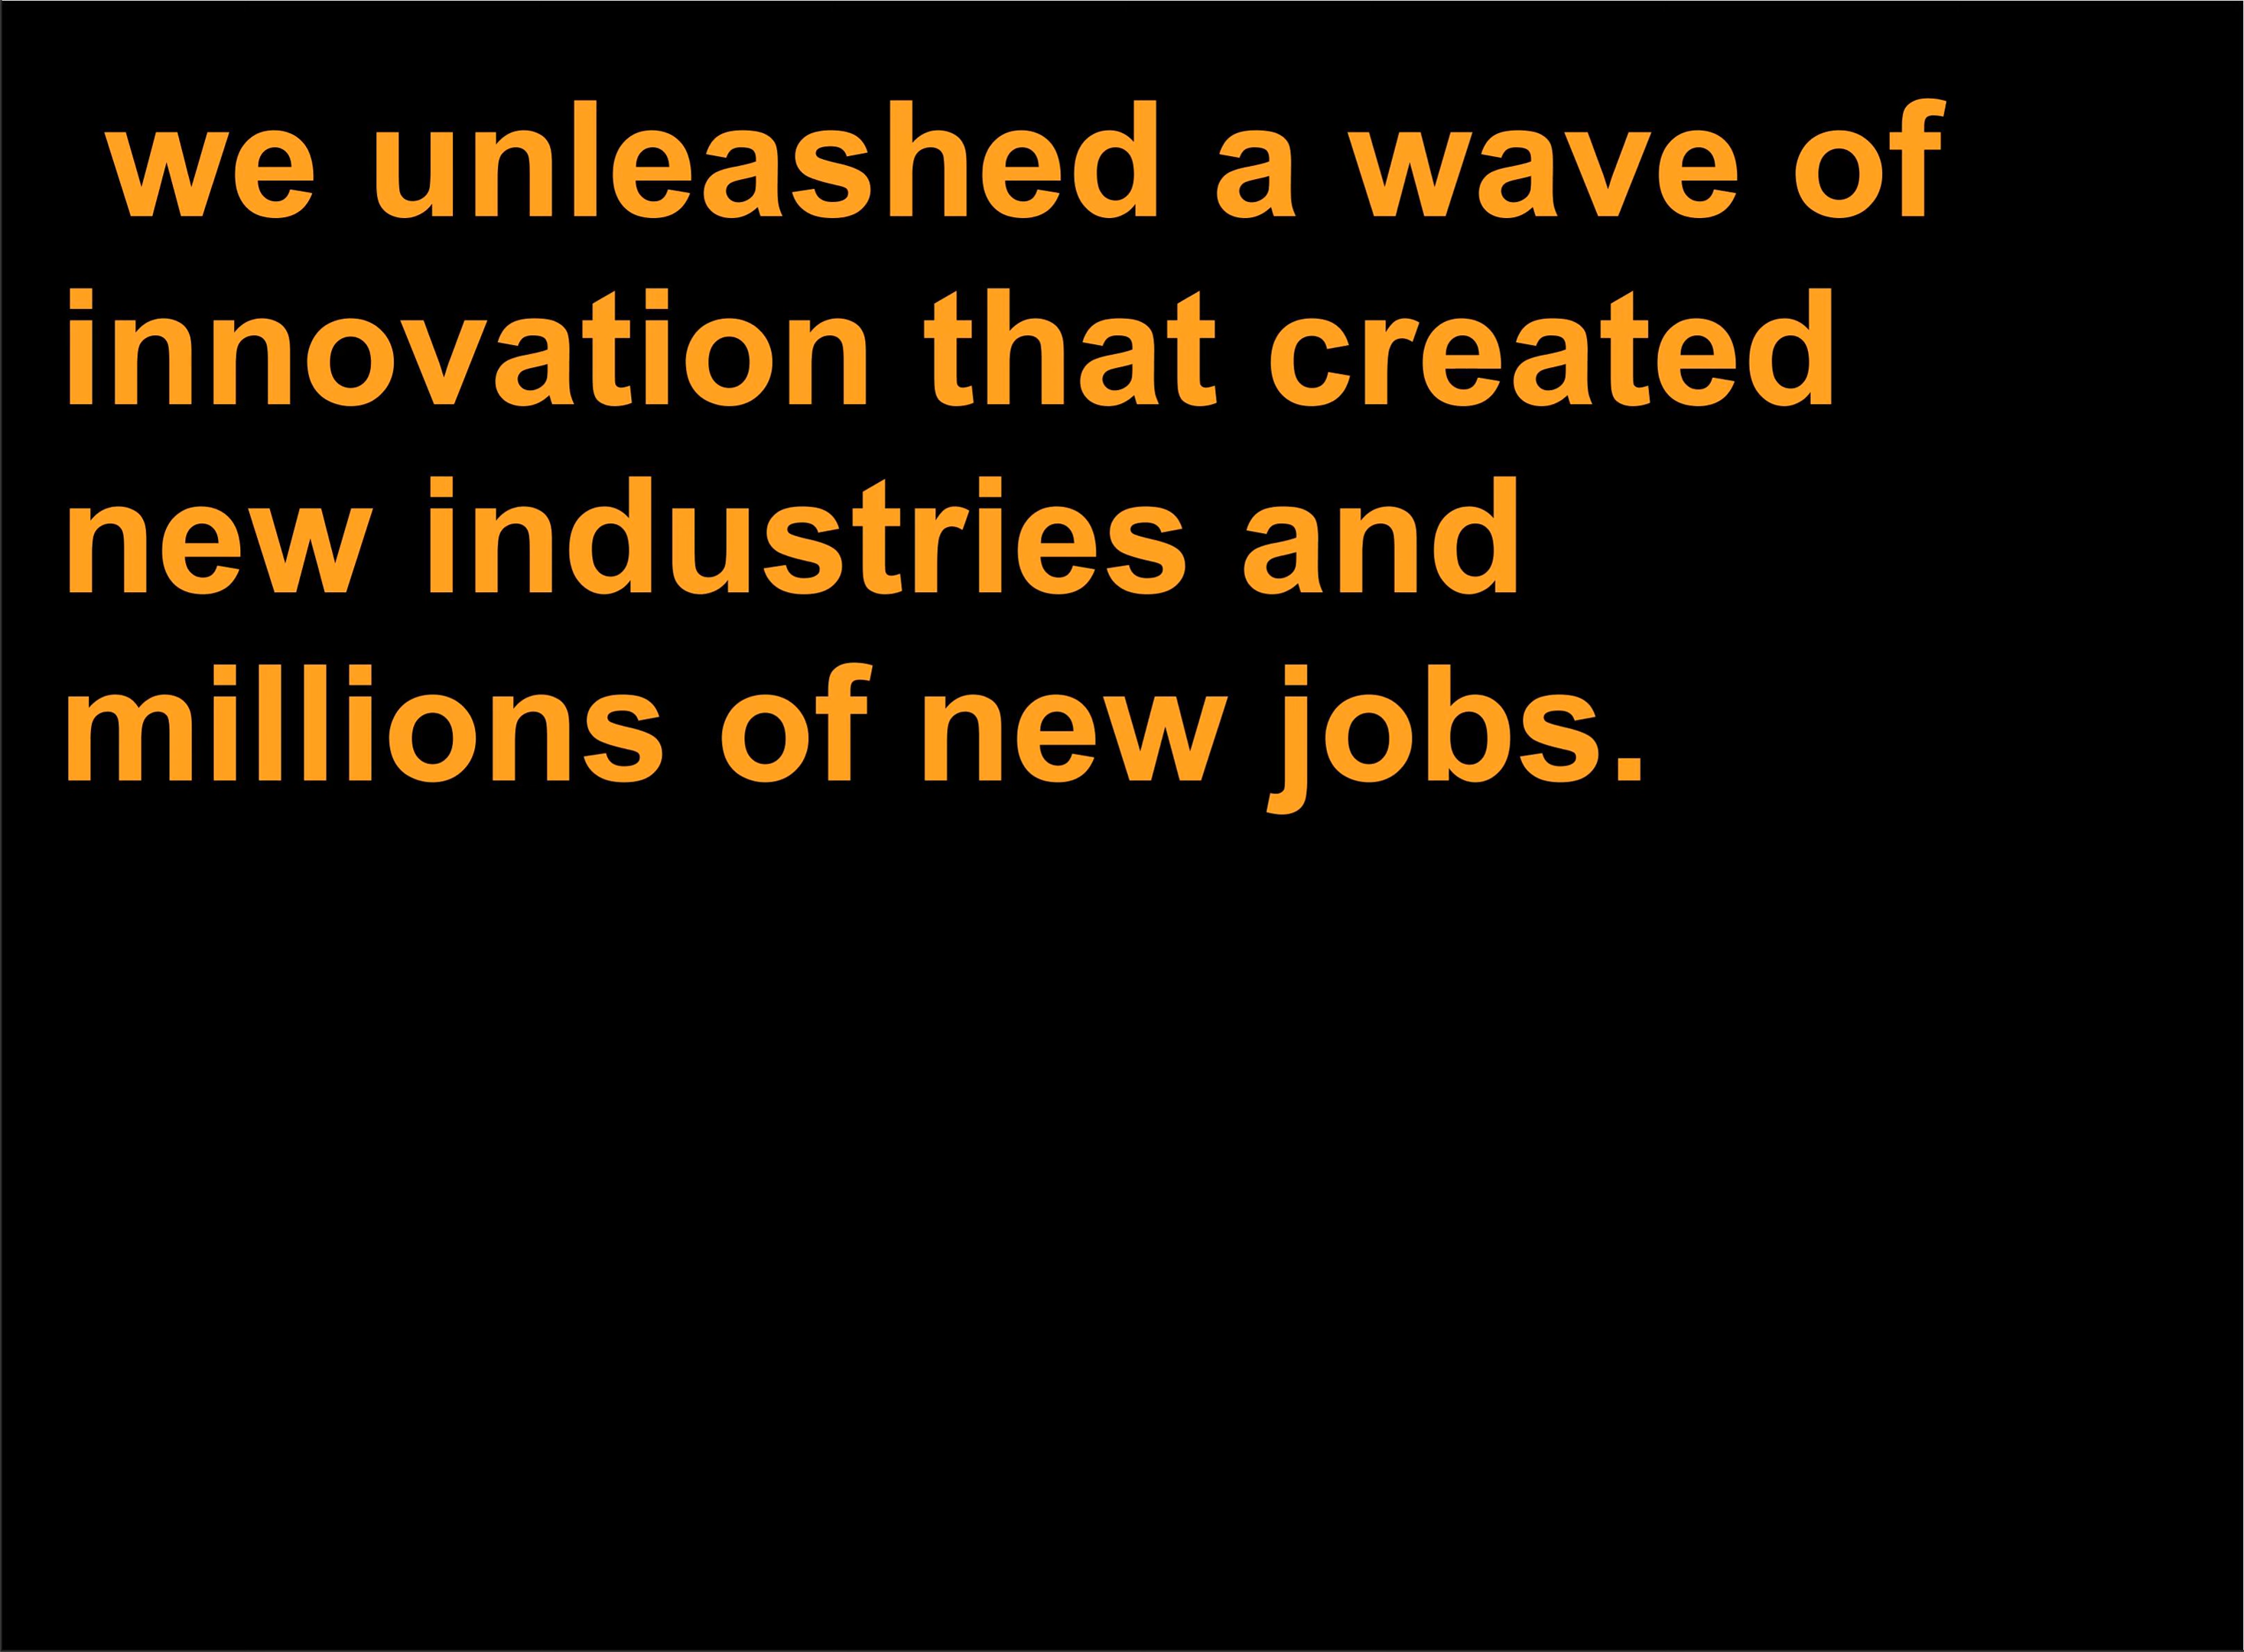 we unleashed a wave of
innovation that created
new industries and
millions of new jobs.